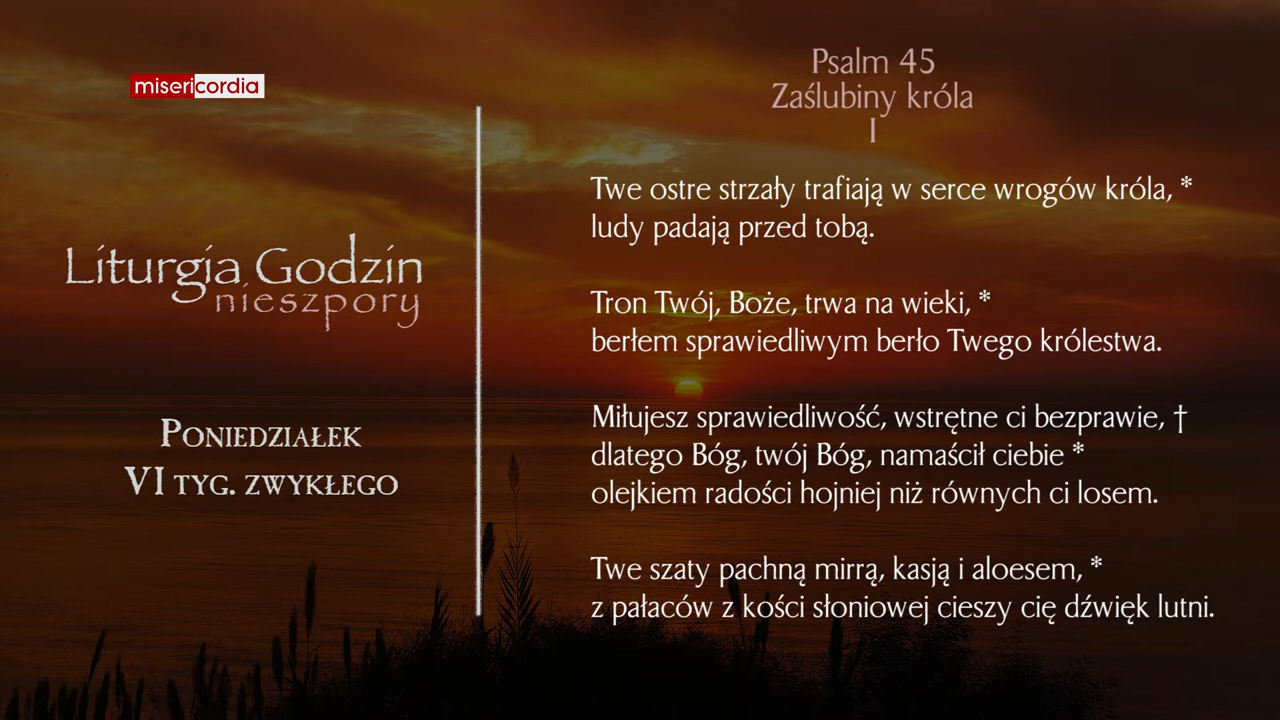 misericordia
Liturgia Godzin
nieszpory
Poniedziałek
VI tyg. zwykłego
Psalm 45
Zaślubiny króla
I
Twe ostre strzały trafiają w serce wrogów króla, *
ludy padają przed tobą.
Tron Twój, Boże, trwa na wieki, *
berłem sprawiedliwym berło Twego królestwa.
Miłujesz sprawiedliwość, wstrętne ci bezprawie, †
dlatego Bóg, twój Bóg, namaścił ciebie *
olejkiem radości hojniej niż równych ci losem.
Twe szaty pachną mirrą, kasją i aloesem, *
z pałaców z kości słoniowej cieszy cię dźwięk lutni.